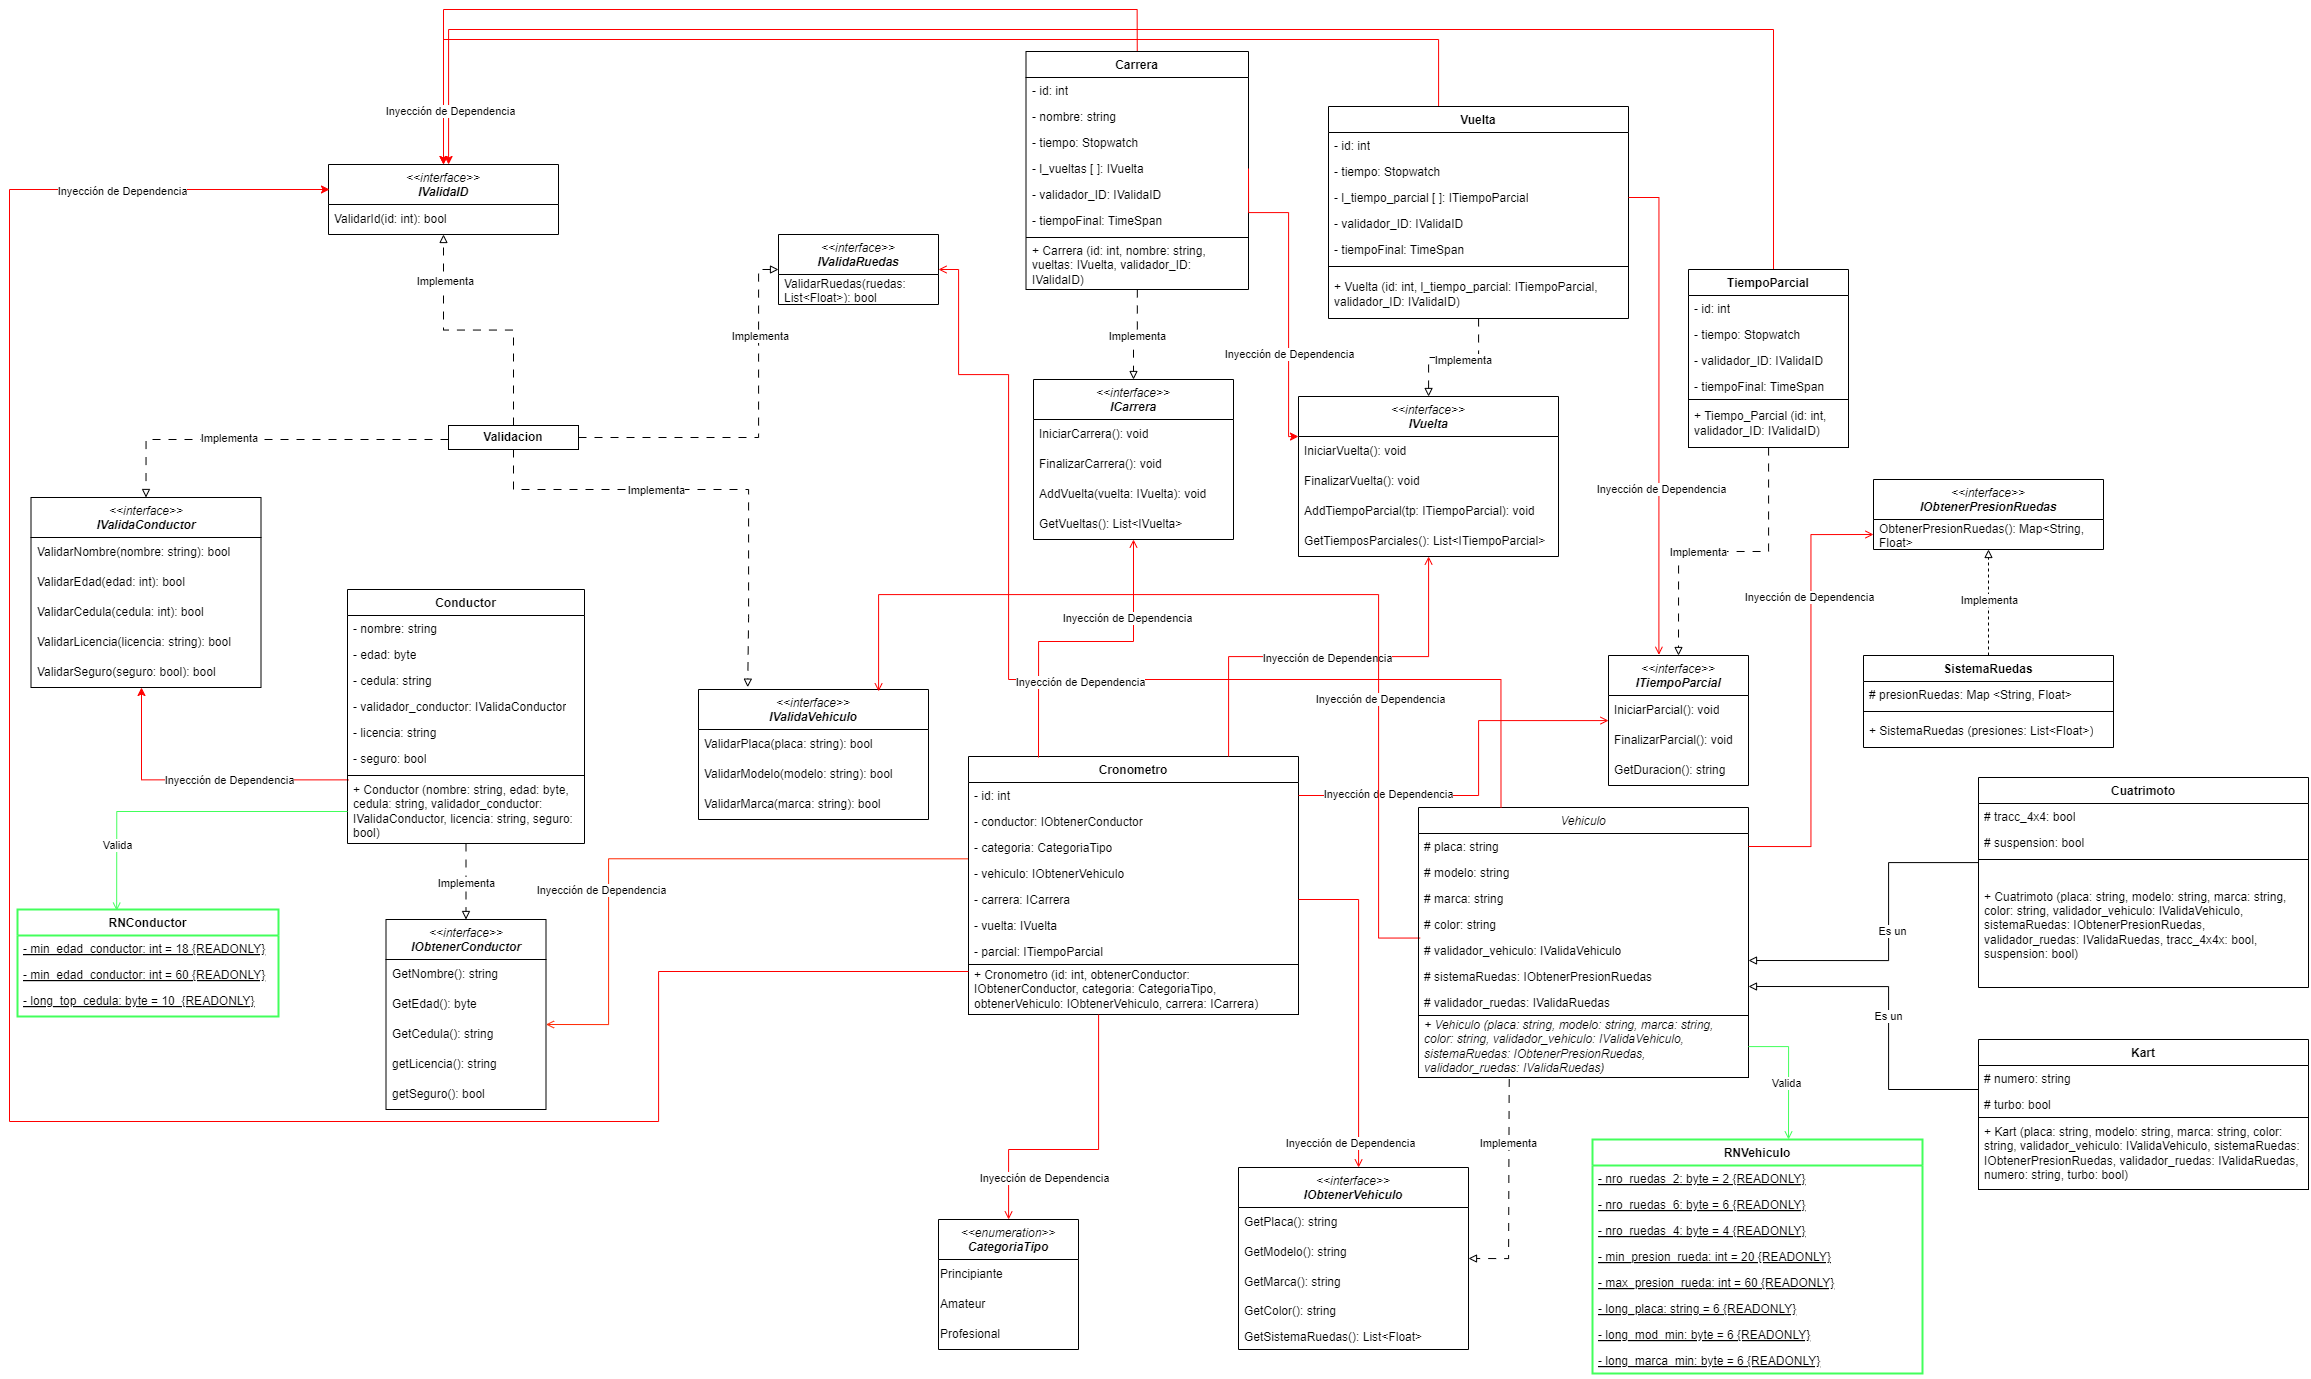 Carrera
- id: int
- nombre: string
- tiempo: Stopwatch
- l_vueltas [ ]: IVuelta
- validador_ID: IValidaID
- tiempoFinal: TimeSpan
+ Carrera (id: int, nombre: string,
vueltas: IVuelta, validador_ID:
IValidaID)
Vuelta
- id: int
- tiempo: Stopwatch
- l_tiempo_parcial [ ]: ITiempoParcial
- validador_ID: IValidaID
- tiempoFinal: TimeSpan
+ Vuelta (id: int, l_tiempo_parcial: ITiempoParcial,
validador_ID: IValidaID)
Inyección de Dependencia
<<interface>>
IValidaID
ValidarId(id: int): bool
Inyección de Dependencia
Implementa
<<interface>>
IValidaRuedas
ValidarRuedas(ruedas:
List<Float>): bool
Implementa
TiempoParcial
- id: int
- tiempo: Stopwatch
- validador_ID: IValidaID
- tiempoFinal: TimeSpan
+ Tiempo_Parcial (id: int,
validador_ID: IValidaID)
Implementa
Inyección de Dependencia
Implementa
<<interface>>
ICarrera
IniciarCarrera(): void
FinalizarCarrera(): void
AddVuelta(vuelta: IVuelta): void
GetVueltas(): List<IVuelta>
<<interface>>
IVuelta
IniciarVuelta(): void
FinalizarVuelta(): void
AddTiempoParcial(tp: ITiempoParcial): void
GetTiemposParciales(): List<ITiempoParcial>
Implementa
Validacion
Implementa
Inyección de Dependencia
<<interface>>
IObtenerPresionRuedas
ObtenerPresionRuedas(): Map<String,
Float>
Implementa
Inyección de Dependencia
Implementa
<<interface>>
IValidaConductor
ValidarNombre(nombre: string): bool
ValidarEdad(edad: int): bool
ValidarCedula(cedula: int): bool
ValidarLicencia(licencia: string): bool
ValidarSeguro(seguro: bool): bool
Conductor
- nombre: string
- edad: byte
- cedula: string
- validador_conductor: IValidaConductor
- licencia: string
- seguro: bool
+ Conductor (nombre: string, edad: byte,
cedula: string, validador_conductor:
IValidaConductor, licencia: string, seguro:
bool)
Inyección de Dependencia
Inyección de Dependencia
Inyección de Dependencia
Inyección de Dependencia
<<interface>>
IValidaVehiculo
ValidarPlaca(placa: string): bool
ValidarModelo(modelo: string): bool
ValidarMarca(marca: string): bool
<<interface>>
ITiempoParcial
IniciarParcial(): void
FinalizarParcial(): void
GetDuracion(): string
SistemaRuedas
# presionRuedas: Map <String, Float>
+ SistemaRuedas (presiones: List<Float>)
Inyección de Dependencia
Inyección de Dependencia
Cronometro
- id: int
- conductor: IObtenerConductor
- categoria: CategoriaTipo
- vehiculo: IObtenerVehiculo
- carrera: ICarrera
- vuelta: IVuelta
- parcial: ITiempoParcial
+ Cronometro (id: int, obtenerConductor:
IObtenerConductor, categoria: CategoriaTipo,
obtenerVehiculo: IObtenerVehiculo, carrera: ICarrera)
Vehiculo
# placa: string
# modelo: string
# marca: string
# color: string
# validador_vehiculo: IValidaVehiculo
# sistemaRuedas: IObtenerPresionRuedas
# validador_ruedas: IValidaRuedas
+ Vehiculo (placa: string, modelo: string, marca: string,
color: string, validador_vehiculo: IValidaVehiculo,
sistemaRuedas: IObtenerPresionRuedas,
validador_ruedas: IValidaRuedas)
Cuatrimoto
# tracc_4x4: bool
# suspension: bool
+ Cuatrimoto (placa: string, modelo: string, marca: string,
color: string, validador_vehiculo: IValidaVehiculo,
sistemaRuedas: IObtenerPresionRuedas,
validador_ruedas: IValidaRuedas, tracc_4x4x: bool,
suspension: bool)
Es un
Es un
Kart
# numero: string
# turbo: bool
+ Kart (placa: string, modelo: string, marca: string, color:
string, validador_vehiculo: IValidaVehiculo, sistemaRuedas:
IObtenerPresionRuedas, validador_ruedas: IValidaRuedas,
numero: string, turbo: bool)
Valida
Implementa
Inyección de Dependencia
RNConductor
- min_edad_conductor: int = 18 {READONLY}
- min_edad_conductor: int = 60 {READONLY}
- long_top_cedula: byte = 10  {READONLY}
<<interface>>
IObtenerConductor
GetNombre(): string
GetEdad(): byte
GetCedula(): string
getLicencia(): string
getSeguro(): bool
Inyección de Dependencia
Inyección de Dependencia
Implementa
Valida
<<enumeration>>
CategoriaTipo
Principiante
Amateur
Profesional
<<interface>>
IObtenerVehiculo
GetPlaca(): string
GetModelo(): string
GetMarca(): string
GetColor(): string
GetSistemaRuedas(): List<Float>
RNVehiculo
- nro_ruedas_2: byte = 2 {READONLY}
- nro_ruedas_6: byte = 6 {READONLY}
- nro_ruedas_4: byte = 4 {READONLY}
- min_presion_rueda: int = 20 {READONLY}
- max_presion_rueda: int = 60 {READONLY}
- long_placa: string = 6 {READONLY}
- long_mod_min: byte = 6 {READONLY}
- long_marca_min: byte = 6 {READONLY}